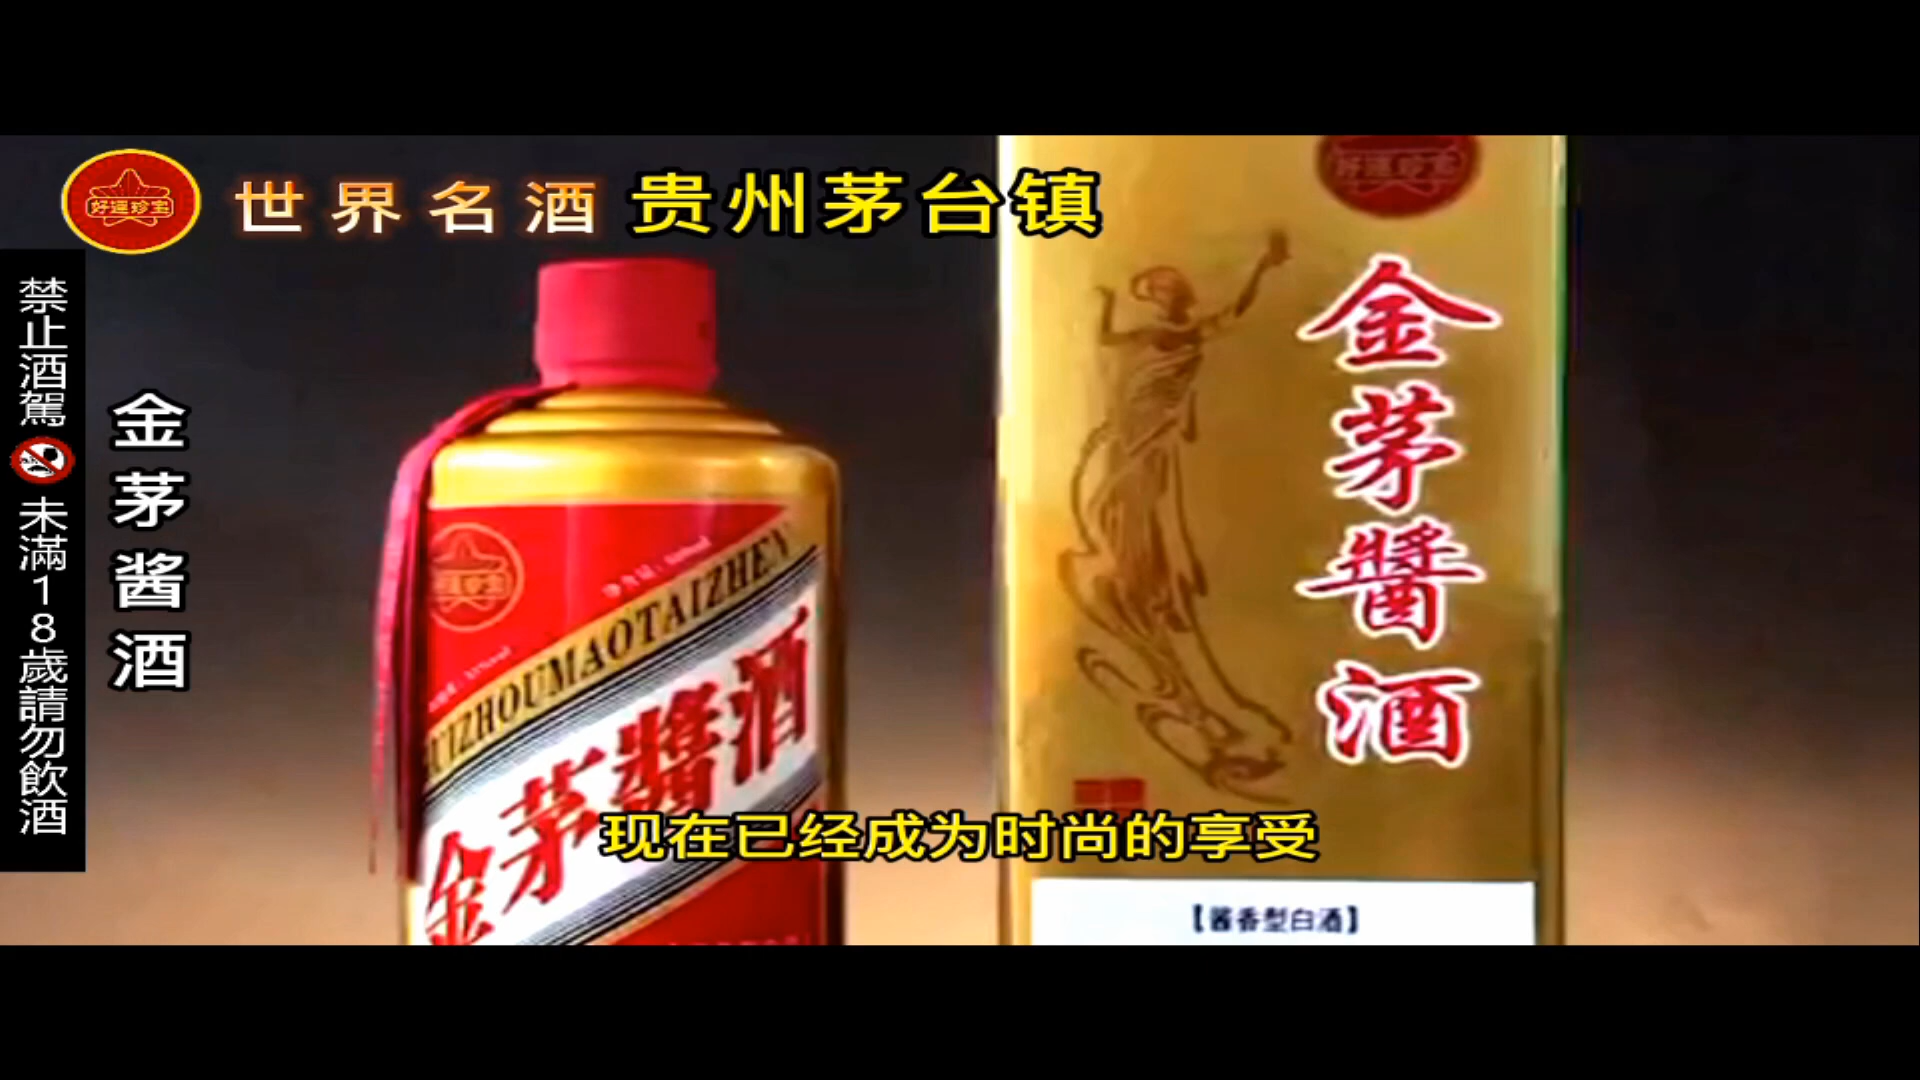 好运珍宝
世界名酒 贵州茅台镇
禁止酒駕 未滿18歲請勿飲酒
金茅酱酒
好运珍宝
GUIZHOUMAOTAIZHEN
金茅醬酒
好运珍宝
金茅醬酒
【酱香型白酒】
现在已经成为时尚的享受